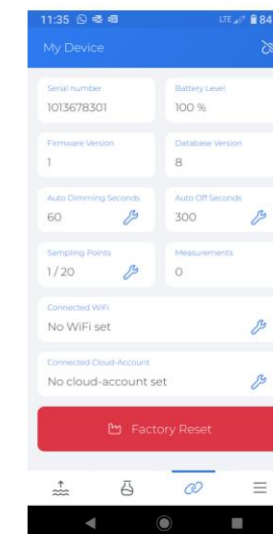 11:35 LTE 84
My Device
Serial number Battery Level
1013678301 100 %
Firmware Version Database Version
1 8
Auto Dimming Seconds Auto Off Seconds
60 300
Sampling Points Measurements
1 / 20 0
Connected WiFi
No WiFi set
Connected Cloud-Account
No cloud-account set
Factory Reset